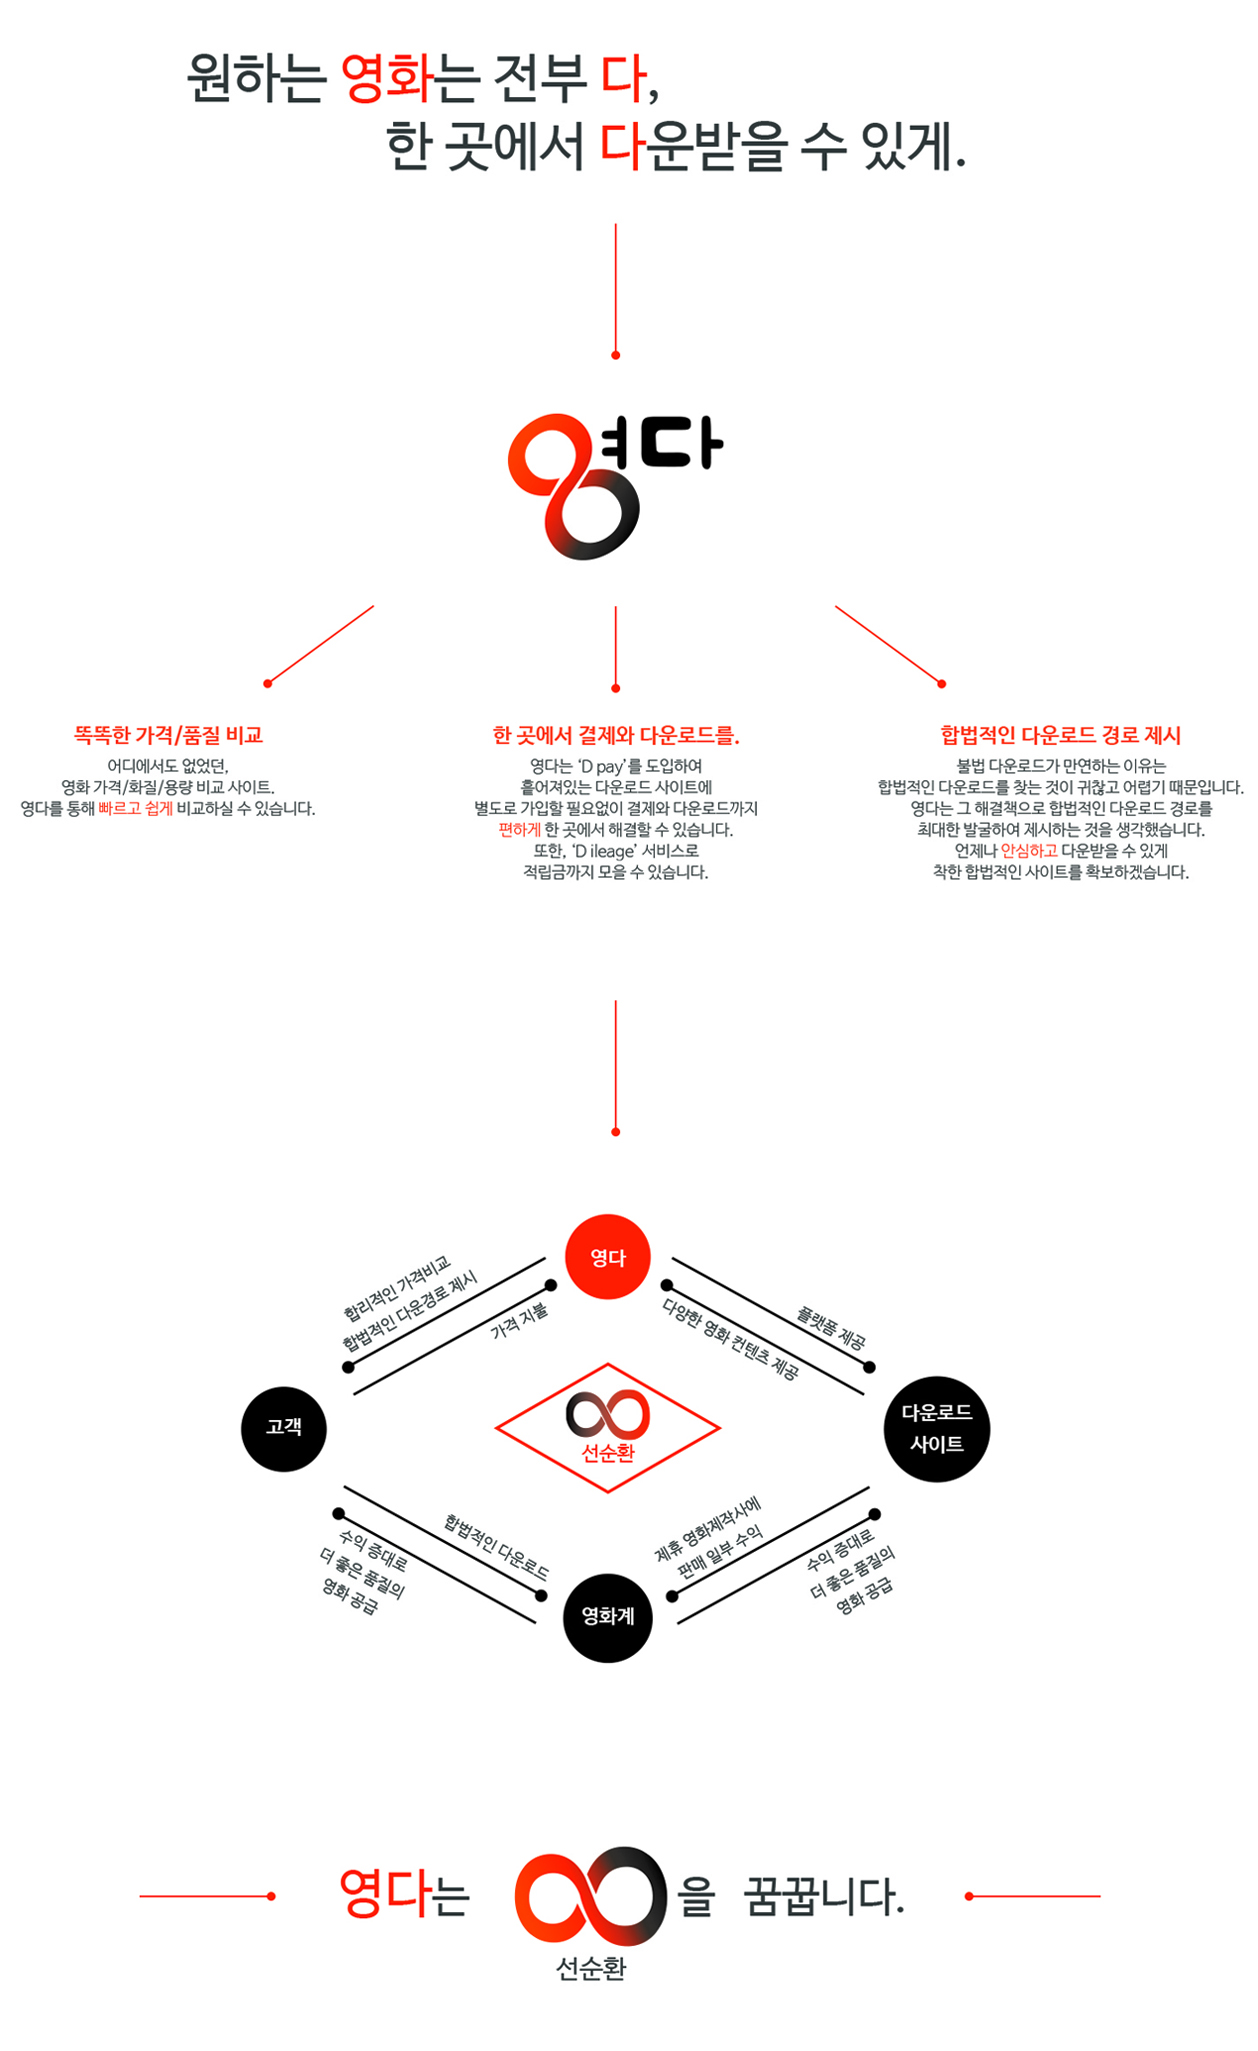 원하는 영화는 전부 다,
한 곳에서 다운받을 수 있게.
영다
똑똑한 가격/품질 비교
어디에서도 없었던,
영화 가격/화질/용량 비교 사이트.
영다를 통해 빠르고 쉽게 비교하실 수 있습니다.
한 곳에서 결제와 다운로드를.
영다는 ‘D pay’를 도입하여
흩어져있는 다운로드 사이트에
별도로 가입할 필요없이 결제와 다운로드까지
편하게 한 곳에서 해결할 수 있습니다.
또한, ‘D ileage’ 서비스로
적립금까지 모을 수 있습니다.
합법적인 다운로드 경로 제시
불법 다운로드가 만연하는 이유는
합법적인 다운로드를 찾는 것이 귀찮고 어렵기 때문입니다.
영다는 그 해결책으로 합법적인 다운로드 경로를
최대한 발굴하여 제시하는 것을 생각했습니다.
언제나 안심하고 다운받을 수 있게
착한 합법적인 사이트를 확보하겠습니다.
영다
합리적인 가격비교
합법적인 다운경로 제시
가격 지불
플랫폼 제공
다양한 영화 컨텐츠 제공
고객
선순환
다운로드
사이트
합법적인 다운로드
수익 증대로
더 좋은 품질의
영화 공급
제휴 영화제작사에
판매 일부 수익
수익 증대로
더 좋은 품질의
영화 공급
영화계
영다는 을 꿈꿉니다.
선순환